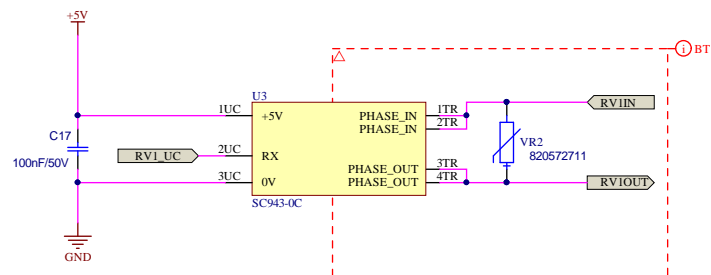 +5V
BT
U3
1UC
+5V
PHASE_IN
1TR
RV1IN
PHASE_IN
2TR
C17
100nF/50V
RV1_UC
2UC
RX
VR2
820572711
3UC
0V
PHASE_OUT
3TR
PHASE_OUT
4TR
RV1OUT
SC943-0C
GND